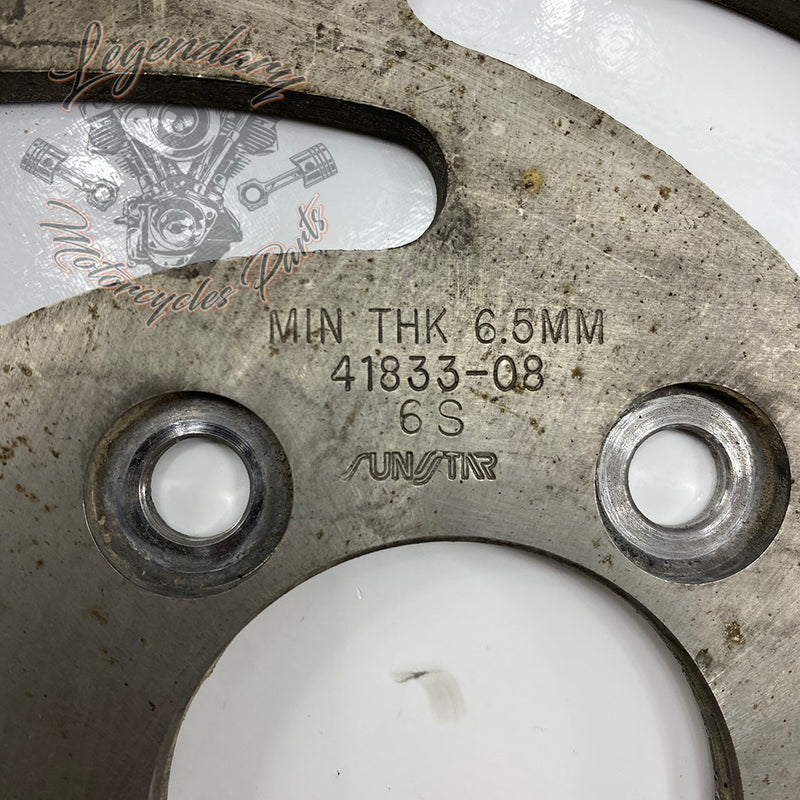 Legendary
Motorcycles Parts
MIN THK 6.5MM
41833-08
6S
SUNSTAR